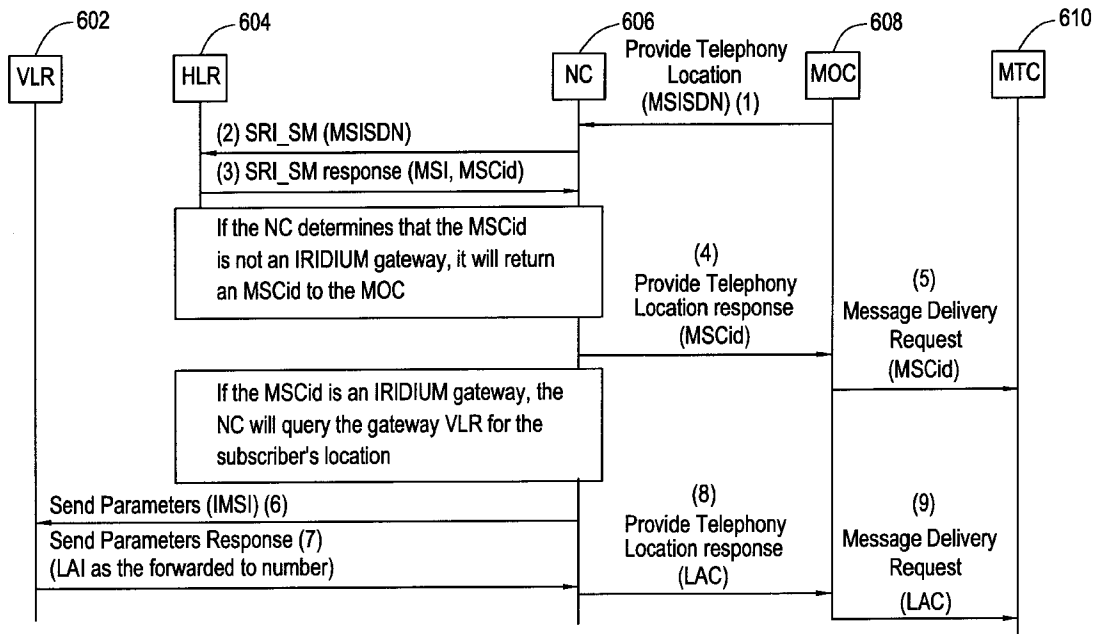 602
604
606
608
610
VLR
HLR
NC
MOC
MTC
Provide Telephony
Location
(MSISDN) (1)
(2) SRI_SM (MSISDN)
(3) SRI_SM response (MSI, MSCid)
If the NC determines that the MSCid
is not an IRIDIUM gateway, it will return
an MSCid to the MOC
(4)
Provide Telephony
Location response
(MSCid)
(5)
Message Delivery
Request
(MSCid)
If the MSCid is an IRIDIUM gateway, the
NC will query the gateway VLR for the
subscriber's location
Send Parameters (IMSI) (6)
Send Parameters Response (7)
(LAI as the forwarded to number)
(8)
Provide Telephony
Location response
(LAC)
(9)
Message Delivery
Request
(LAC)